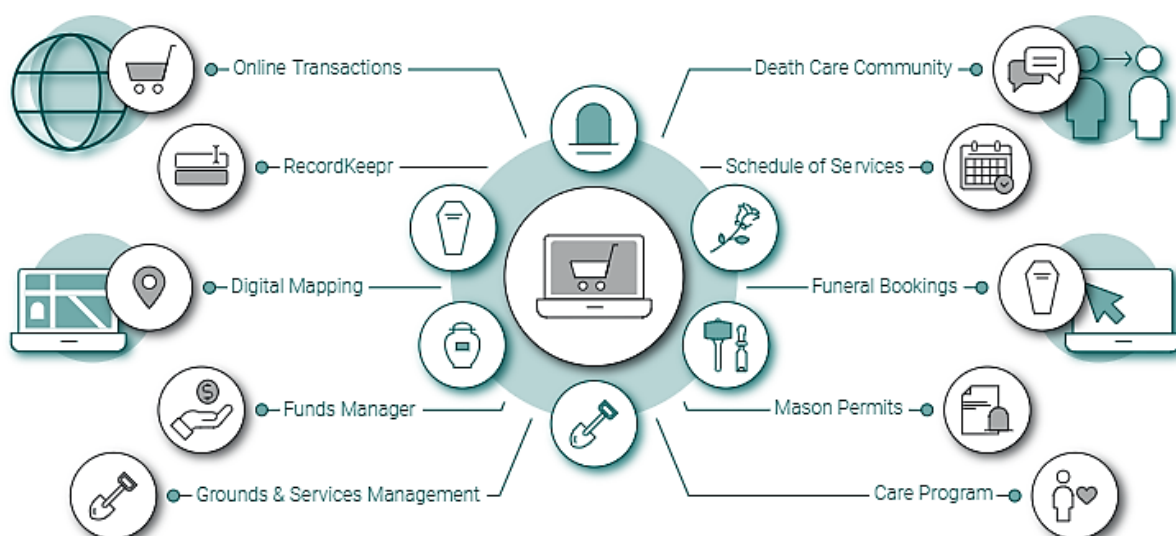 Online Transactions
Death Care Community
RecordKeepr
Schedule of Services
Digital Mapping
Funeral Bookings
Funds Manager
Mason Permits
Grounds & Services Management
Care Program
$